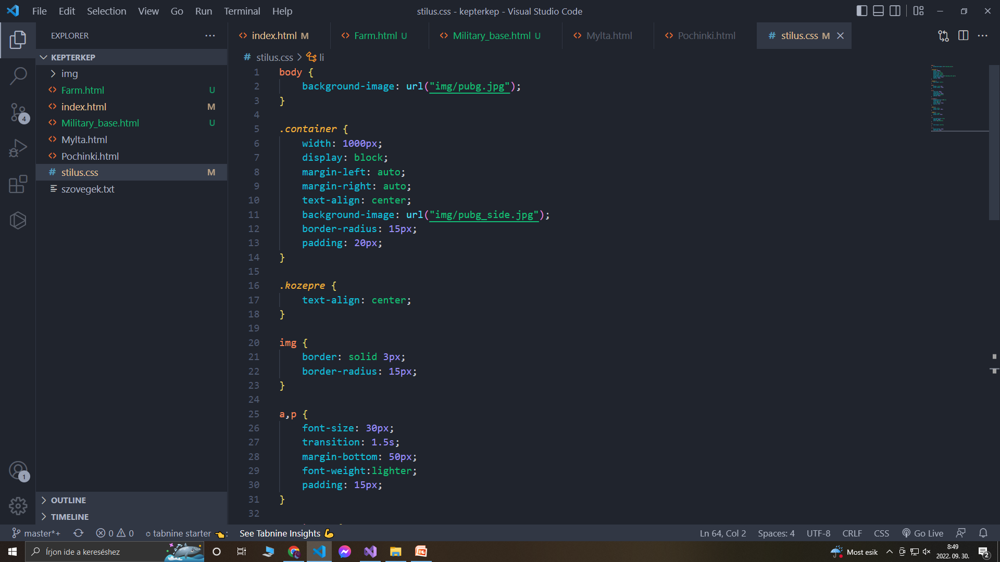 File Edit Selection View Go Run Terminal Help
stilus.css - kepterkep - Visual Studio Code
EXPLORER
index.html M
Farm.html U
Military_base.html U
Mylta.html
Pochinki.html
# stilus.css M
KEPTERKEP
img
Farm.html U
index.html M
Military_base.html U
Mylta.html
Pochinki.html
# stilus.css M
szovegek.txt
OUTLINE
TIMELINE
4
1
# stilus.css > li
1 body {
2 background-image: url("img/pubg.jpg");
3 }
4
5 .container {
6 width: 1000px;
7 display: block;
8 margin-left: auto;
9 margin-right: auto;
10 text-align: center;
11 background-image: url("img/pubg_side.jpg");
12 border-radius: 15px;
13 padding: 20px;
14 }
15
16 .kozepre {
17 text-align: center;
18 }
19
20 img {
21 border: solid 3px;
22 border-radius: 15px;
23 }
24
25 a,p {
26 font-size: 30px;
27 transition: 1.5s;
28 margin-bottom: 50px;
29 font-weight:lighter;
30 padding: 15px;
31 }
32
master*+ 0 0 tabnine starter 👈: See Tabnine Insights 💪 Ln 64, Col 2 Spaces: 4 UTF-8 CRLF CSS Go Live
Írjon ide a kereséshez
Most esik
8:49
2022. 09. 30.
2